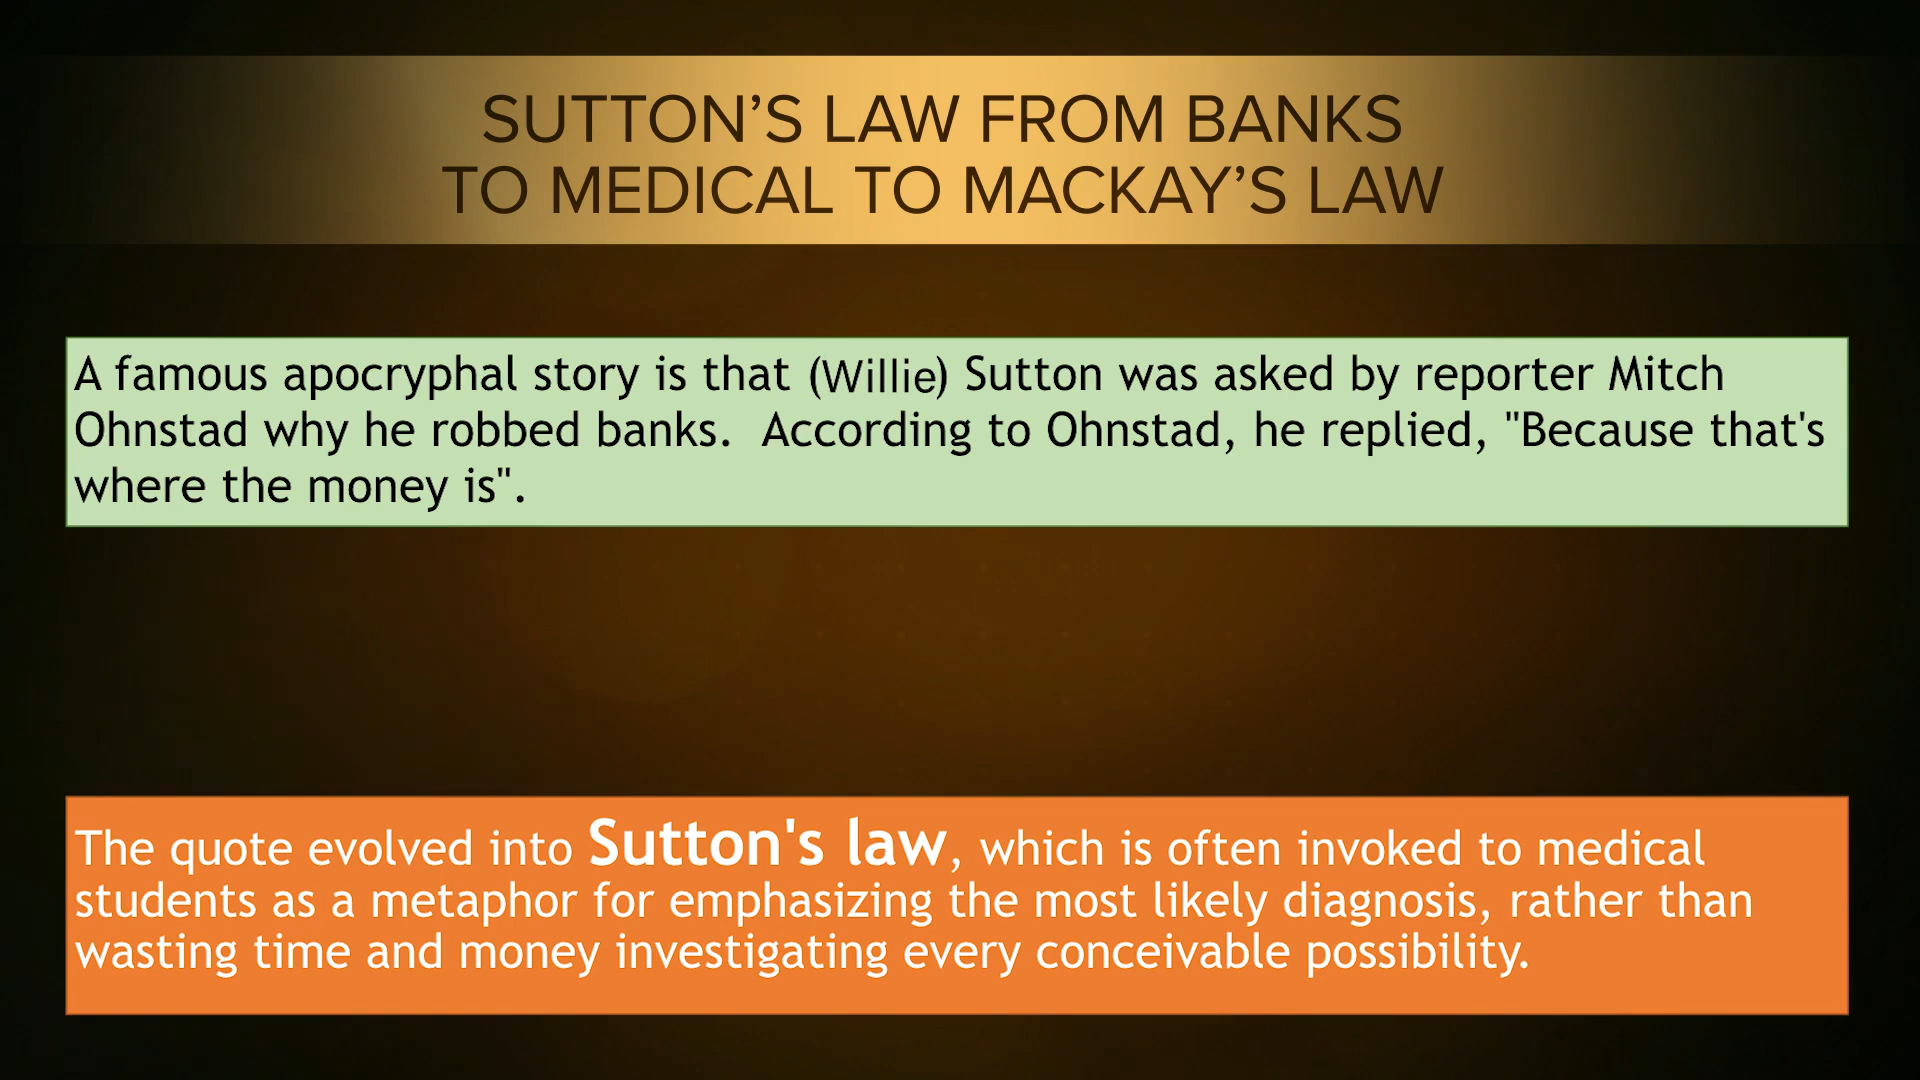 SUTTON’S LAW FROM BANKS
TO MEDICAL TO MACKAY’S LAW
A famous apocryphal story is that (Willie) Sutton was asked by reporter Mitch
Ohnstad why he robbed banks.  According to Ohnstad, he replied, "Because that's
where the money is".
The quote evolved into Sutton's law, which is often invoked to medical
students as a metaphor for emphasizing the most likely diagnosis, rather than
wasting time and money investigating every conceivable possibility.